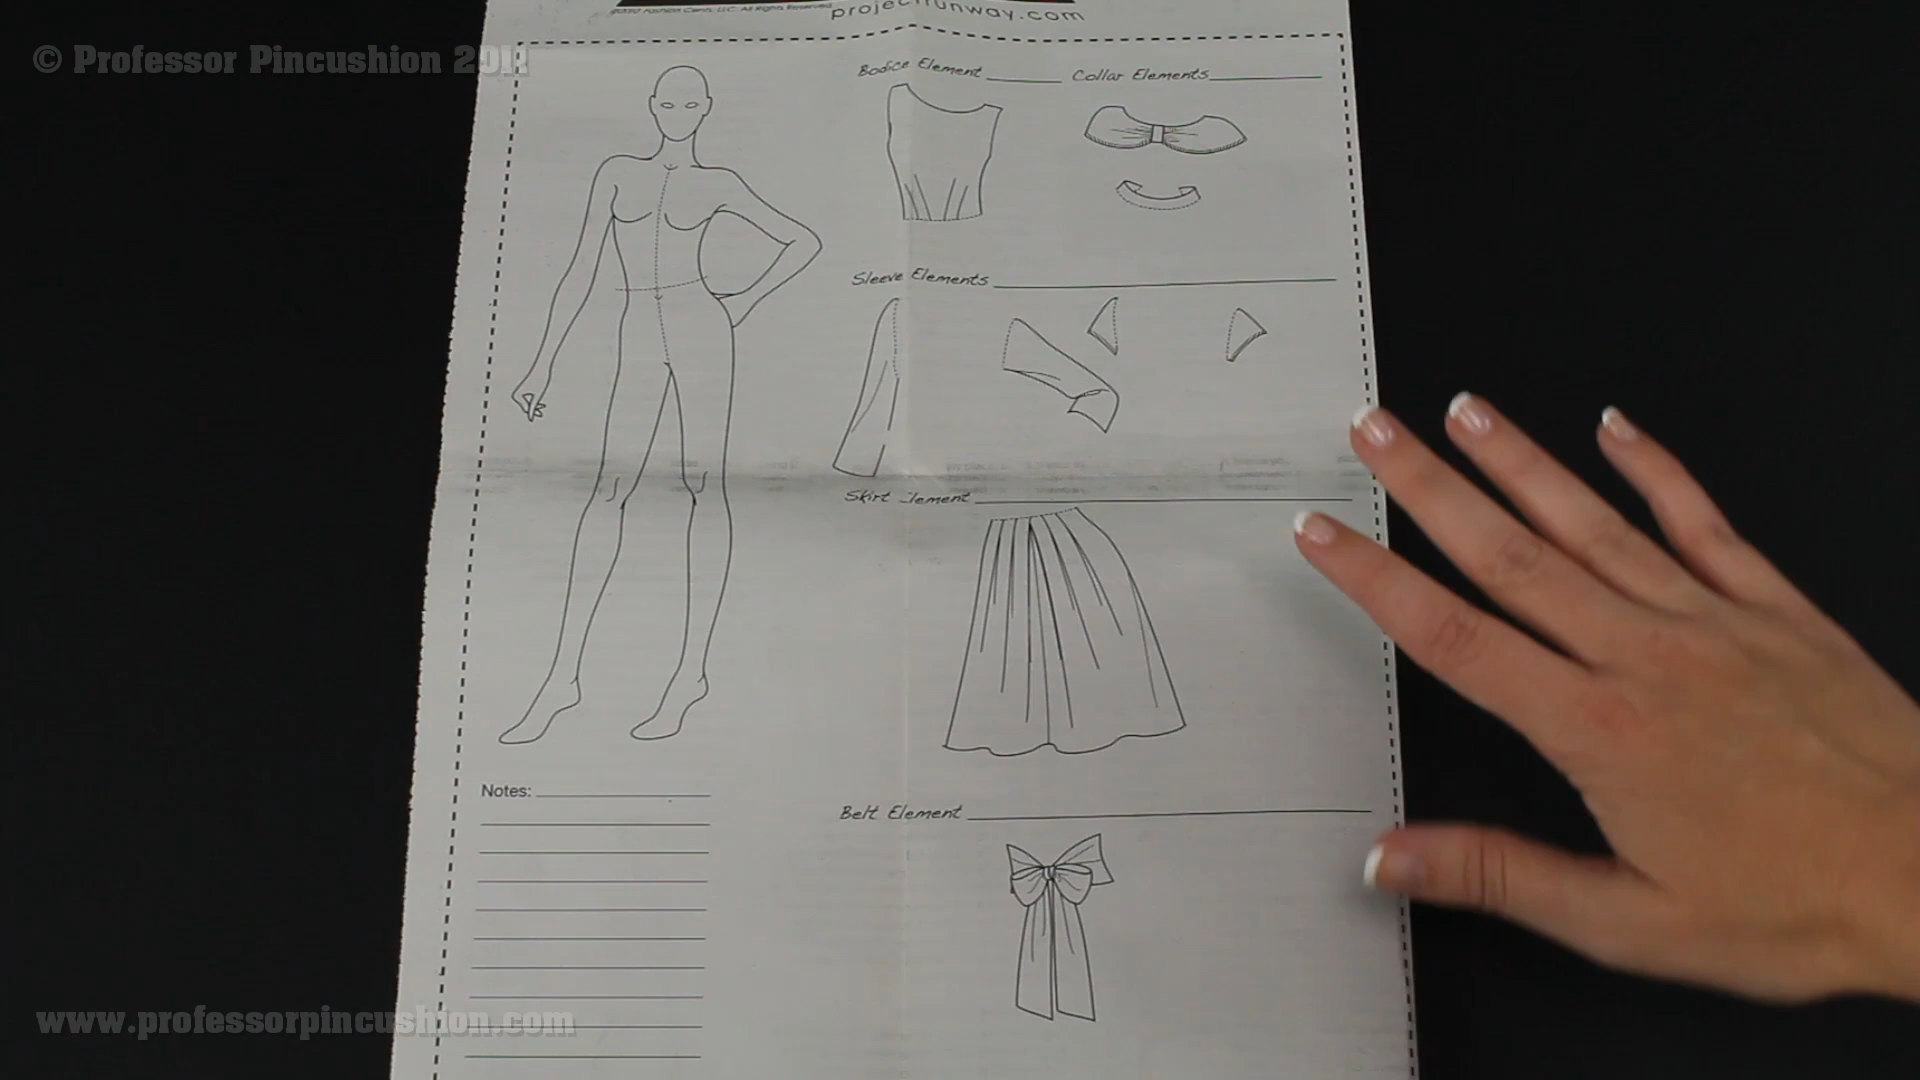 © Professor Pincushion 2012
projectrunway.com
Bodice Element
Collar Elements
Sleeve Elements
Skirt Element
Notes:
Belt Element
www.professorpincushion.com